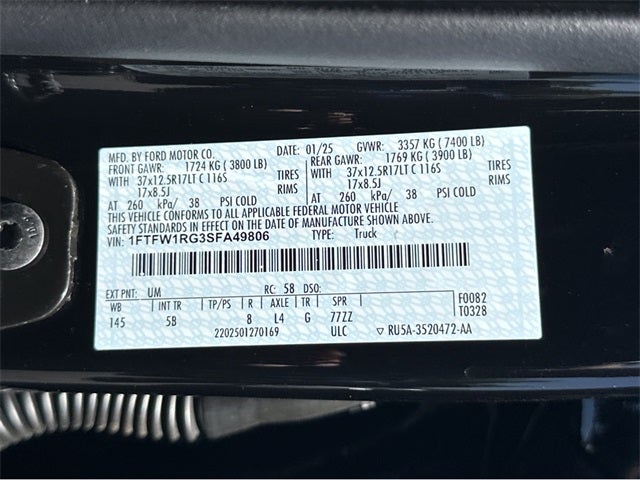 MFD. BY FORD MOTOR CO. DATE: 01/25 GVWR: 3357 KG ( 7400 LB)
FRONT GAWR: 1724 KG ( 3800 LB) REAR GAWR: 1769 KG ( 3900 LB)
WITH 37x12.5R17LT C 116S TIRES WITH 37x12.5R17LT C 116S TIRES
17x8.5J RIMS 17x8.5J RIMS
AT 260 kPa/ 38 PSI COLD AT 260 kPa/ 38 PSI COLD
THIS VEHICLE CONFORMS TO ALL APPLICABLE FEDERAL MOTOR VEHICLE
SAFETY STANDARDS IN EFFECT ON THE DATE OF MANUFACTURE SHOWN ABOVE.
VIN: 1FTFW1RG3SFA49806 TYPE: Truck
EXT PNT: UM RC: 58 DSO:
WB INT TR TP/PS R AXLE TR SPR F0082
145 5B 8 L4 G 77ZZ T0328
2202501270169 ULC ▽ RU5A-3520472-AA